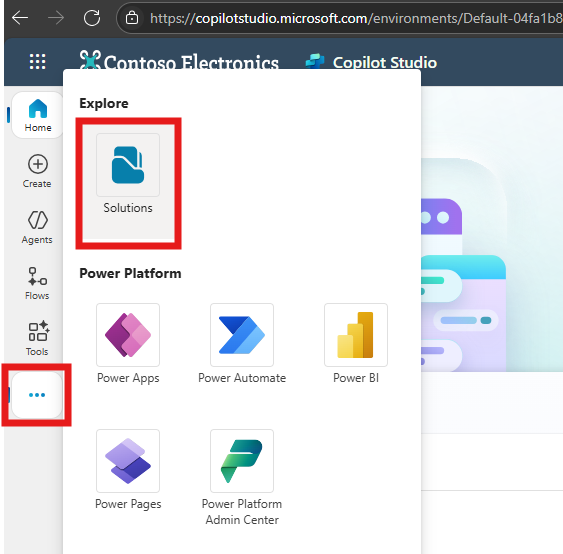 https://copilotstudio.microsoft.com/environments/Default-04fa1b8
Contoso Electronics
Copilot Studio
Home
Create
Agents
Flows
Tools
Explore
Solutions
Power Platform
Power Apps
Power Automate
Power BI
Power Pages
Power Platform
Admin Center